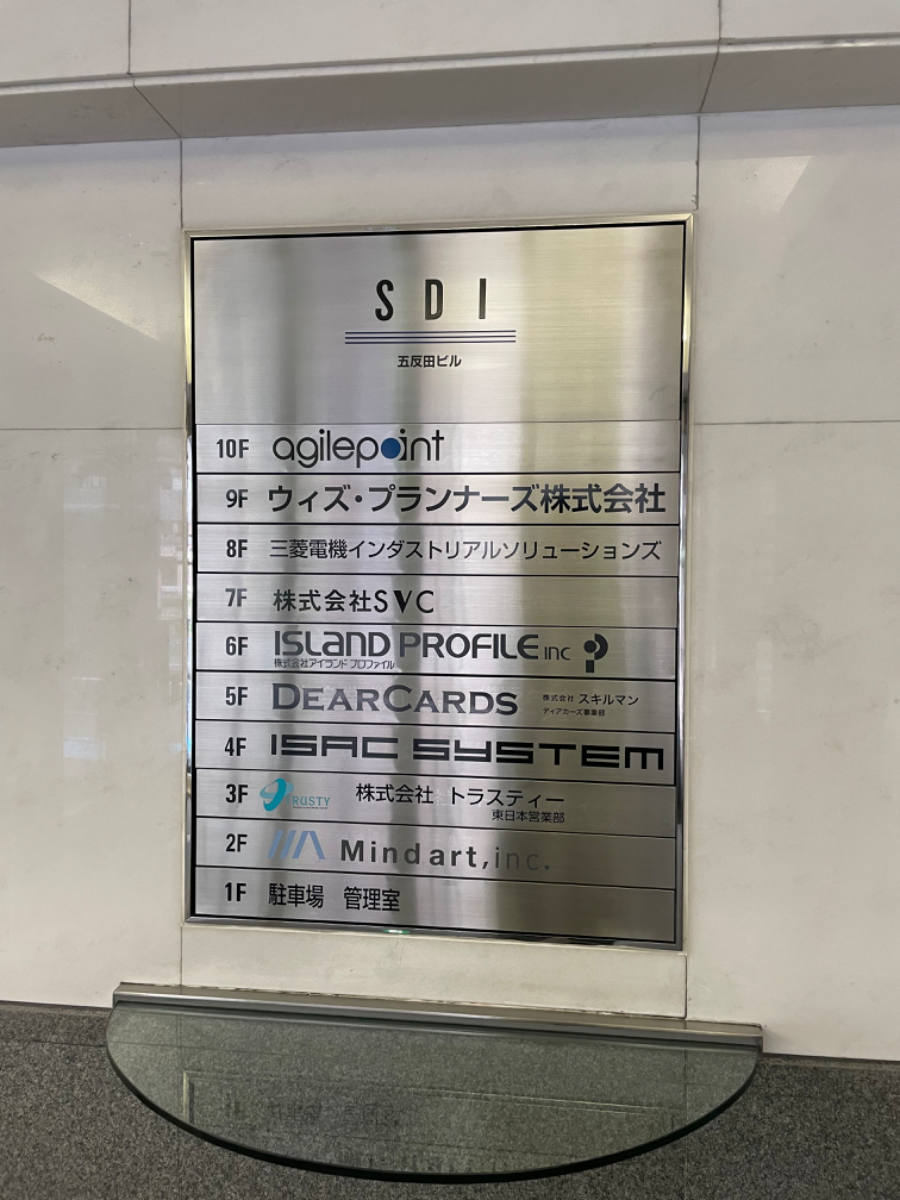 SDI
五反田ビル
10F agilepoint
9F ウィズ・プランナーズ株式会社
8F 三菱電機インダストリアルソリューションズ
7F 株式会社SVC
6F ISLAND PROFILE INC
株式会社アイランド プロファイル
5F DEARCARDS 株式会社 スキルマン
ディアカーズ事業部
4F ISAC SYSTEM
3F RUSTY 株式会社 トラスティー
東日本営業部
2F Mind art,inc.
1F 駐車場 管理室